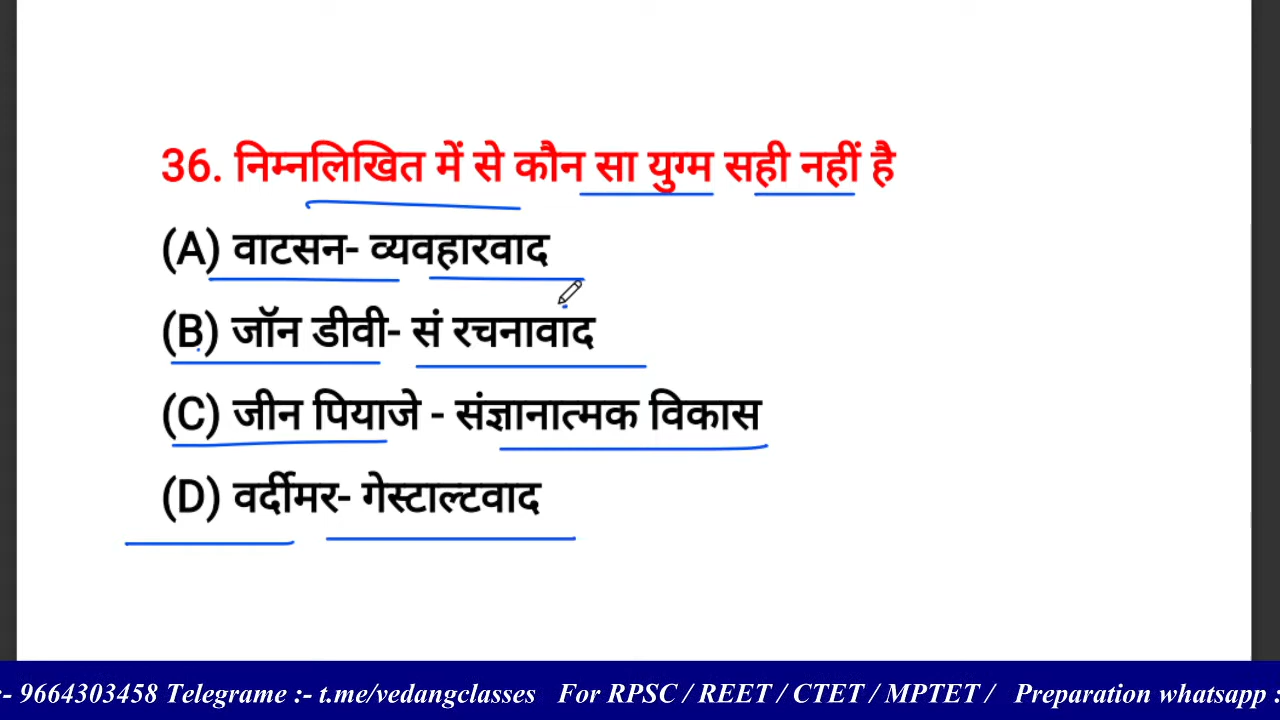 36. निम्नलिखित में से कौन सा युग्म सही नहीं है
(A) वाटसन- व्यवहारवाद
(B) जॉन डीवी- सं रचनावाद
(C) जीन पियाजे - संज्ञानात्मक विकास
(D) वर्दीमर- गेस्टाल्टवाद
:- 9664303458 Telegrame :- t.me/vedangclasses For RPSC / REET / CTET / MPTET / Preparation whatsapp :